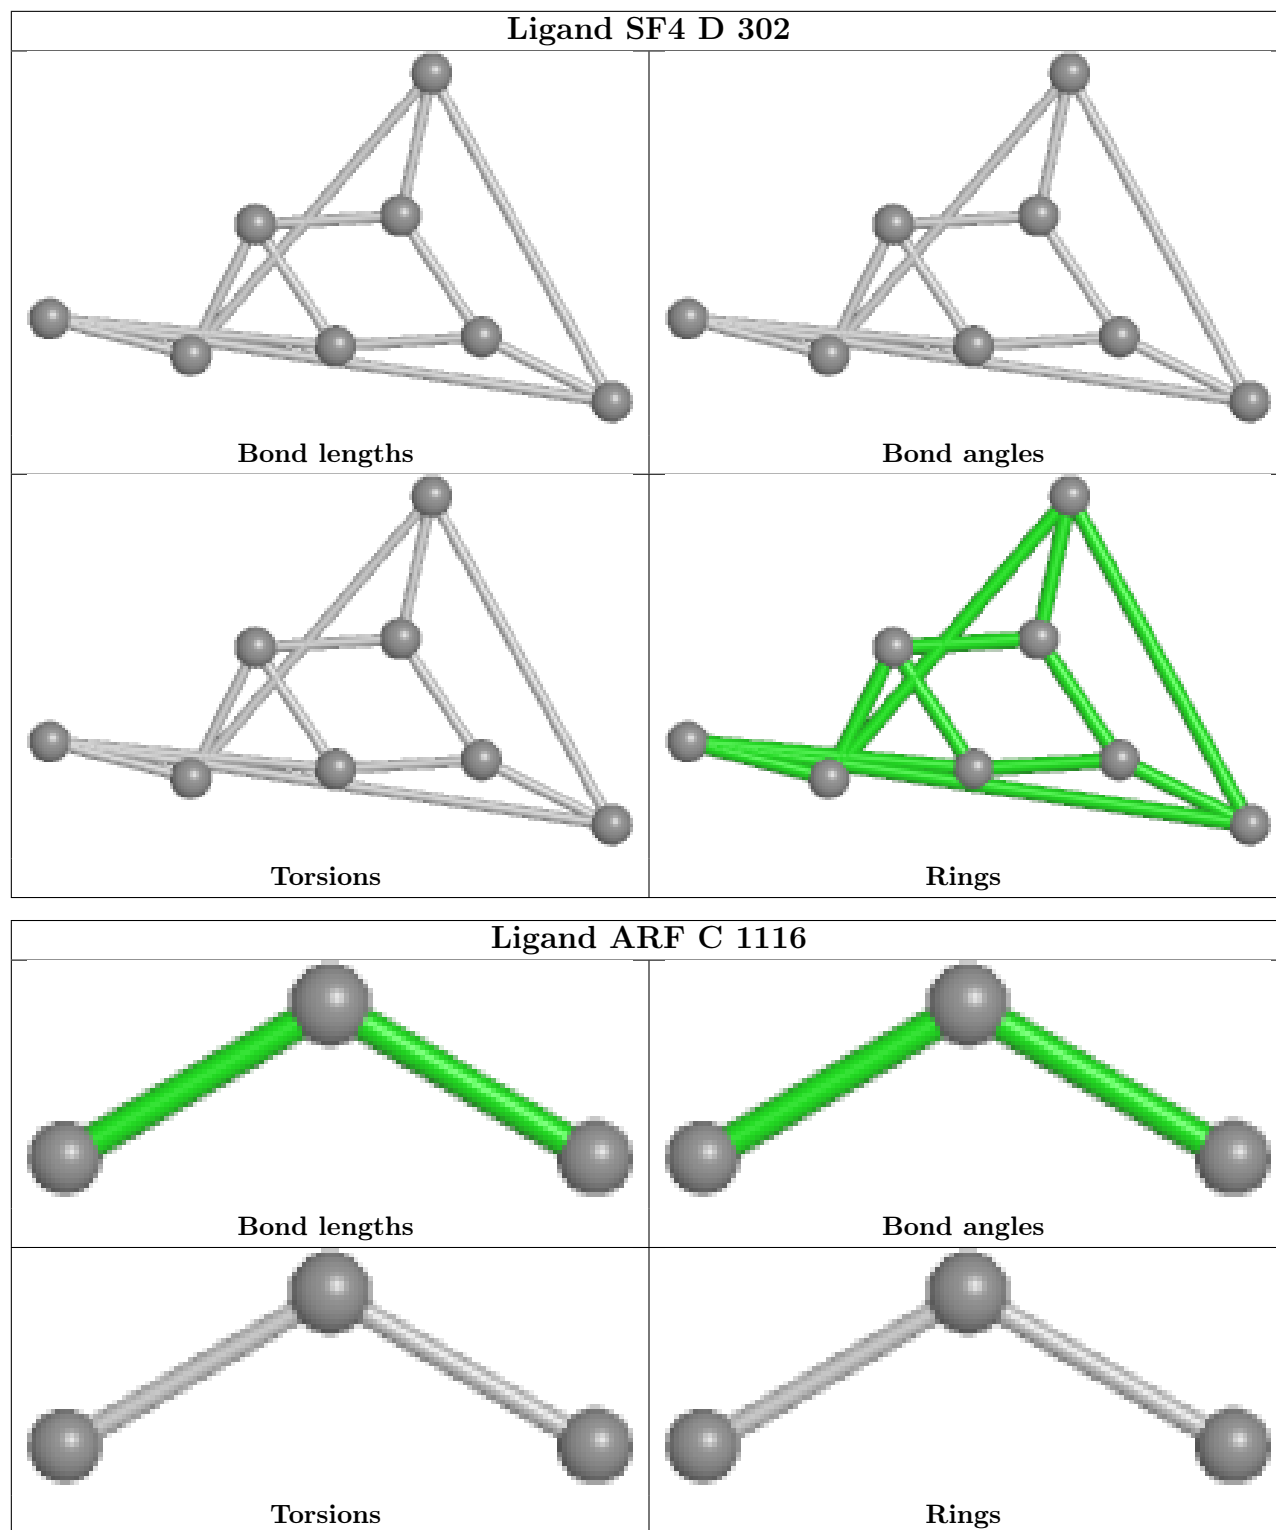 Ligand SF4 D 302
Bond lengths
Bond angles
Torsions
Rings
Ligand ARF C 1116
Bond lengths
Bond angles
Torsions
Rings